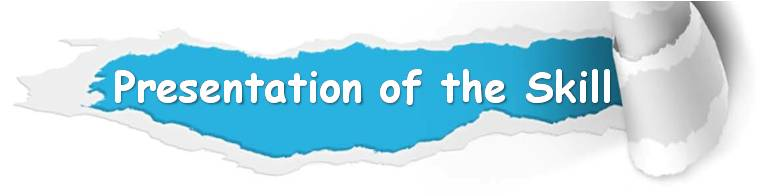 Presentation of the Skill